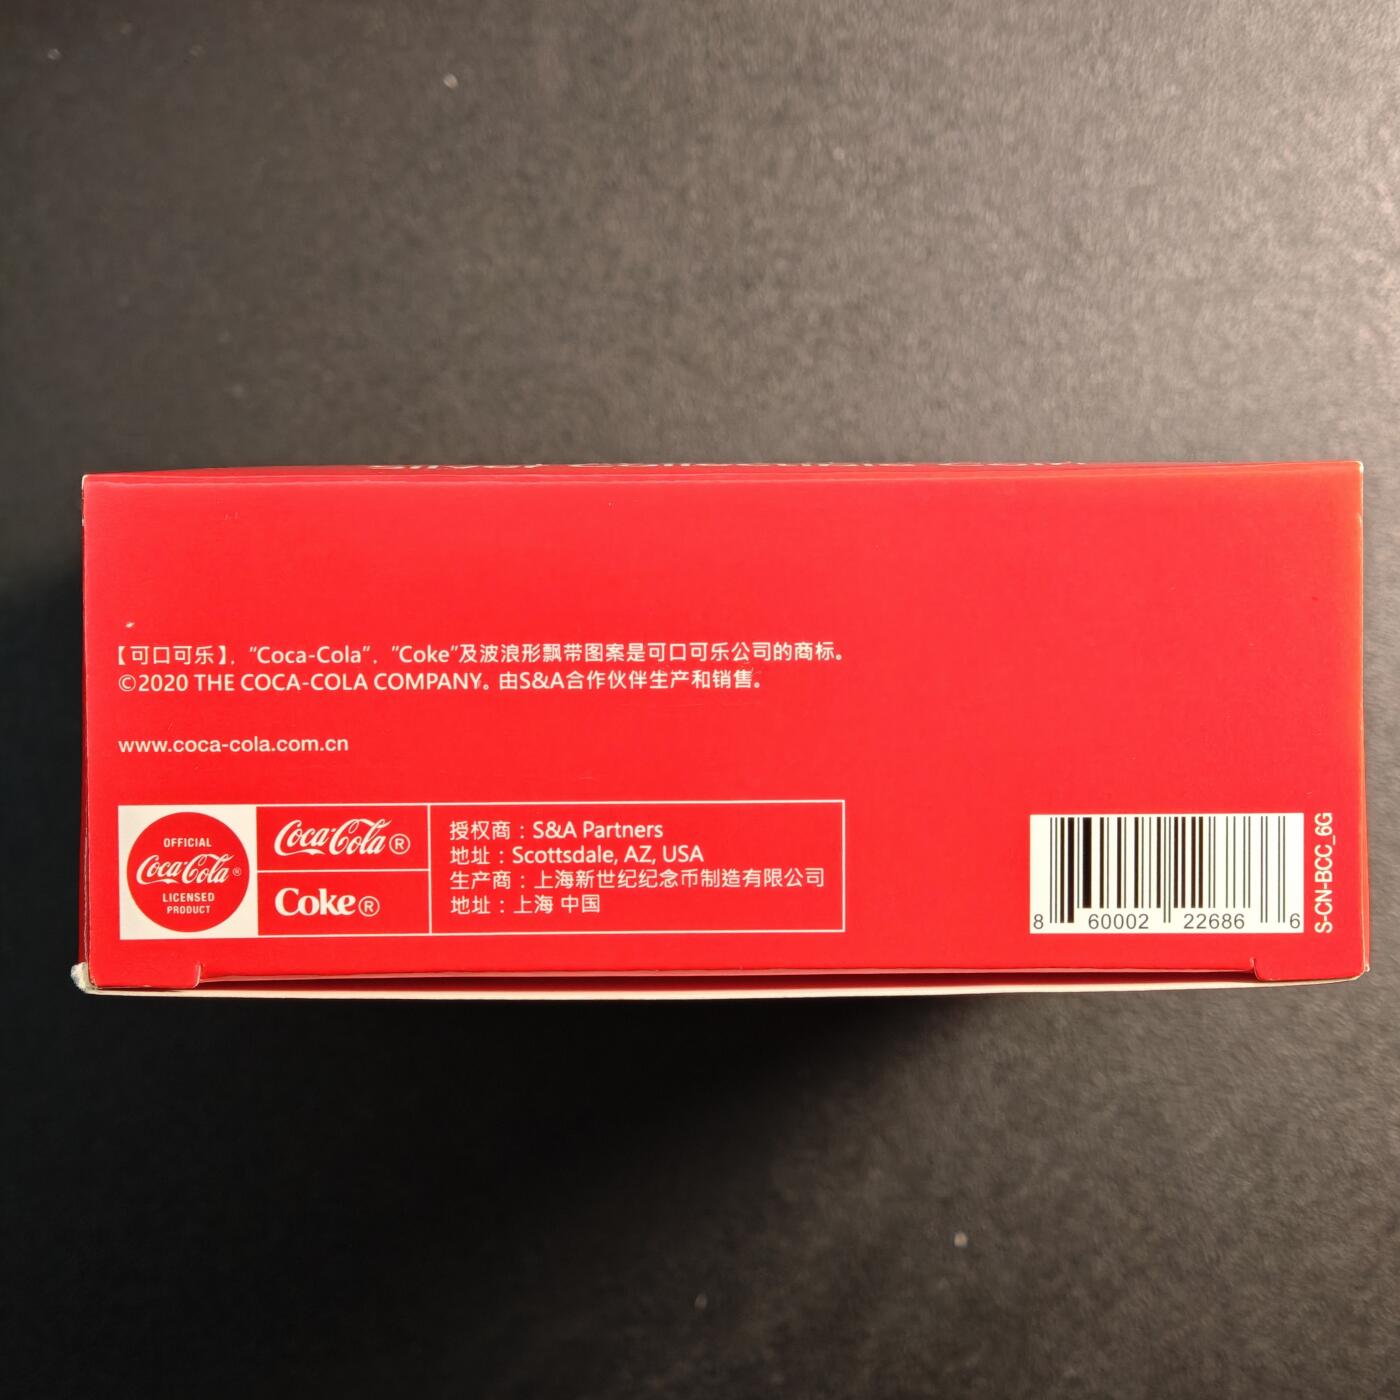 【可口可乐】，"Coca-Cola"，"Coke"及波浪形飘带图案是可口可乐公司的商标。
©2020 THE COCA-COLA COMPANY。由S&A合作伙伴生产和销售。
www.coca-cola.com.cn
OFFICIAL
Coca-Cola®
LICENSED
PRODUCT
Coca-Cola®
Coke®
授权商：S&A Partners
地址：Scottsdale, AZ, USA
生产商：上海新世纪纪念币制造有限公司
地址：上海 中国
8 60002 22686 6
S-CN-BCC_6G